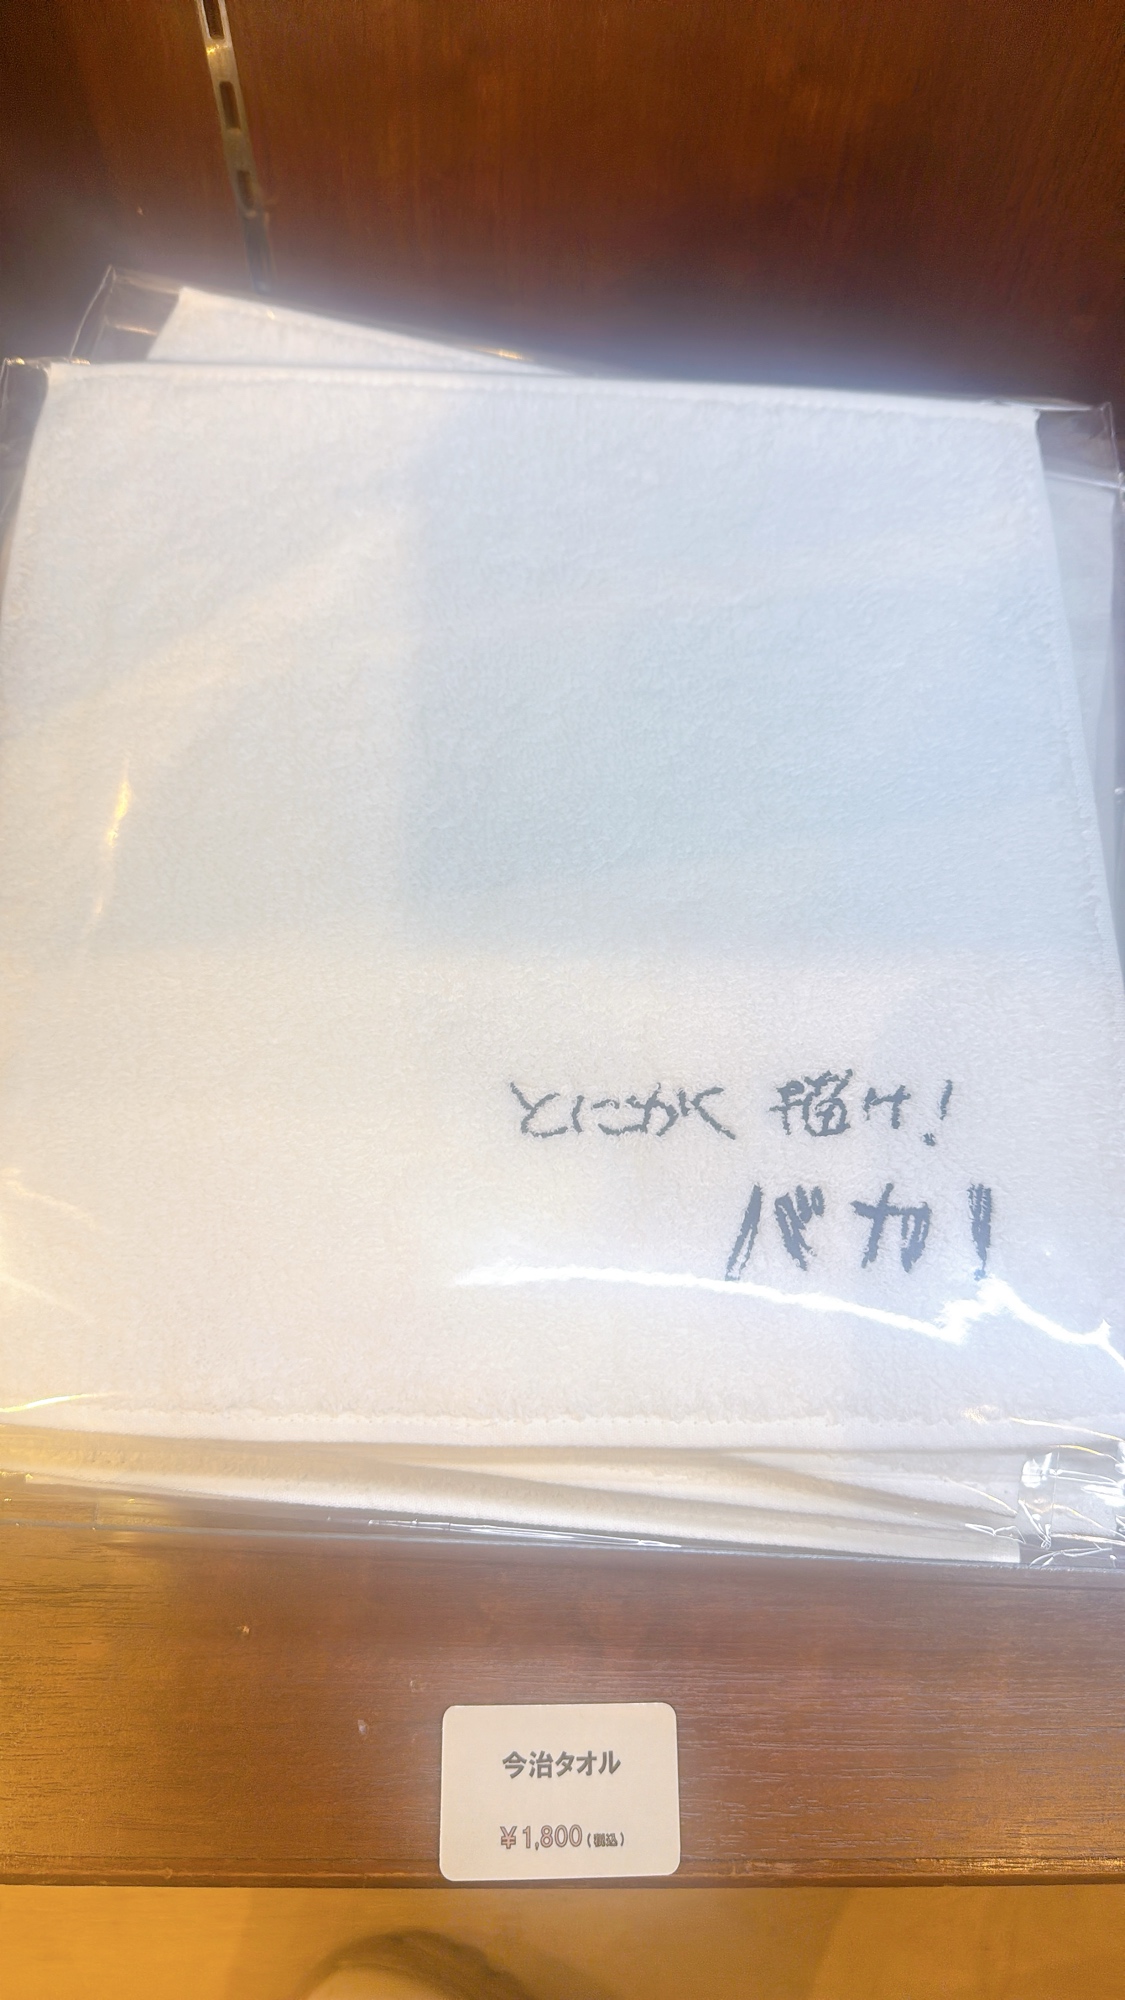 とにかく 描け!
バカ!
今治タオル
¥1,800(税込)